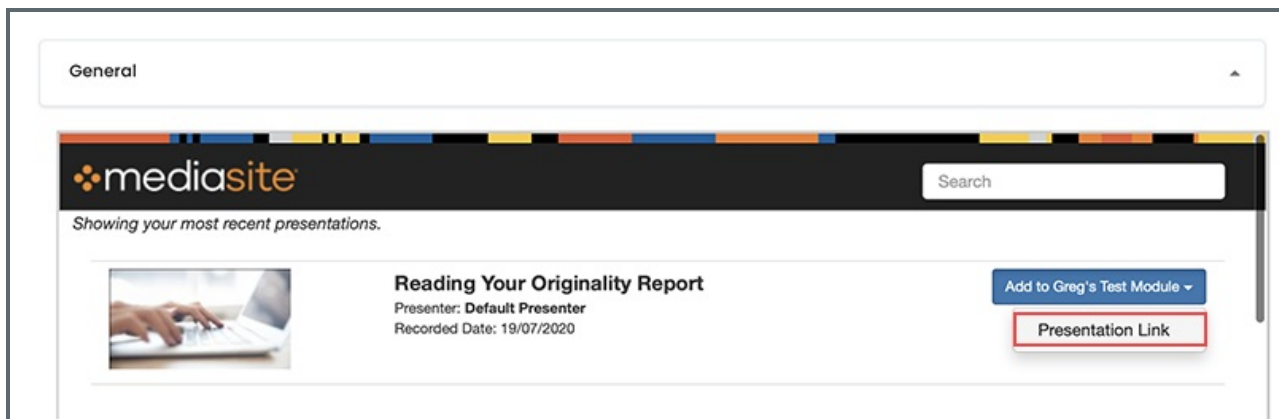 General
mediasite
Search
Showing your most recent presentations.
Reading Your Originality Report
Add to Greg's Test Module
Presenter: Default Presenter
Recorded Date: 19/07/2020
Presentation Link